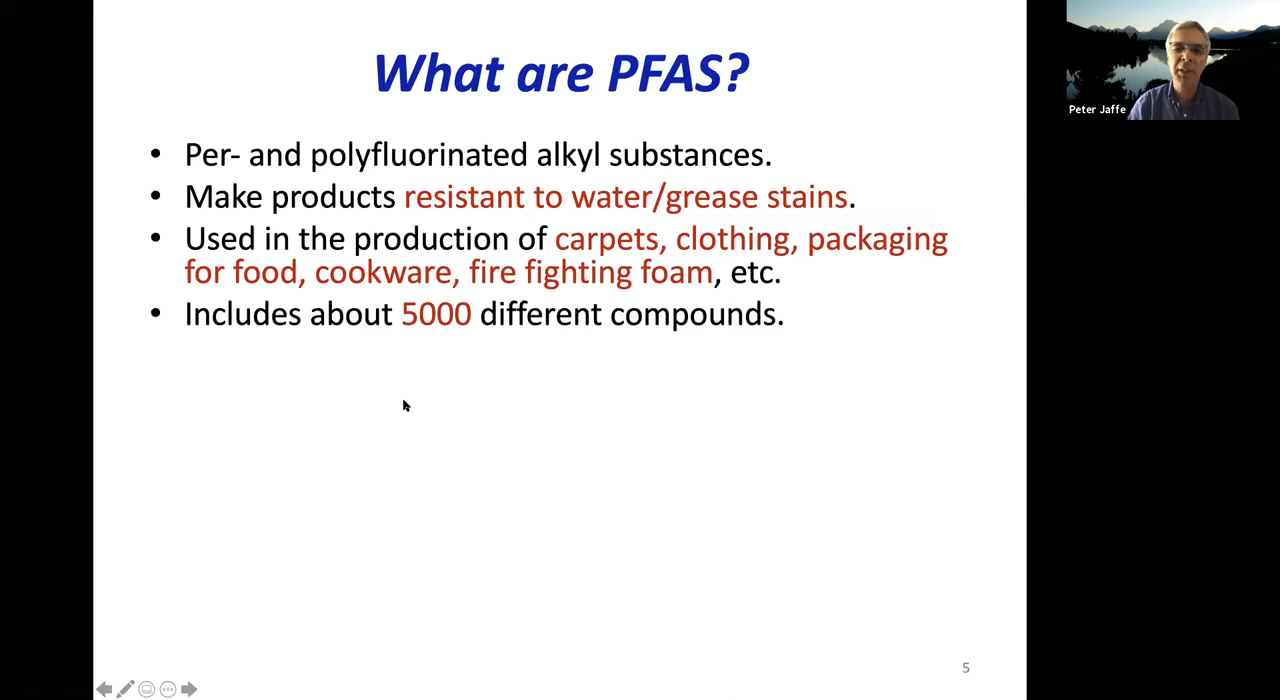 What are PFAS?
• Per- and polyfluorinated alkyl substances.
• Make products resistant to water/grease stains.
• Used in the production of carpets, clothing, packaging
for food, cookware, fire fighting foam, etc.
• Includes about 5000 different compounds.
5
Peter Jaffe